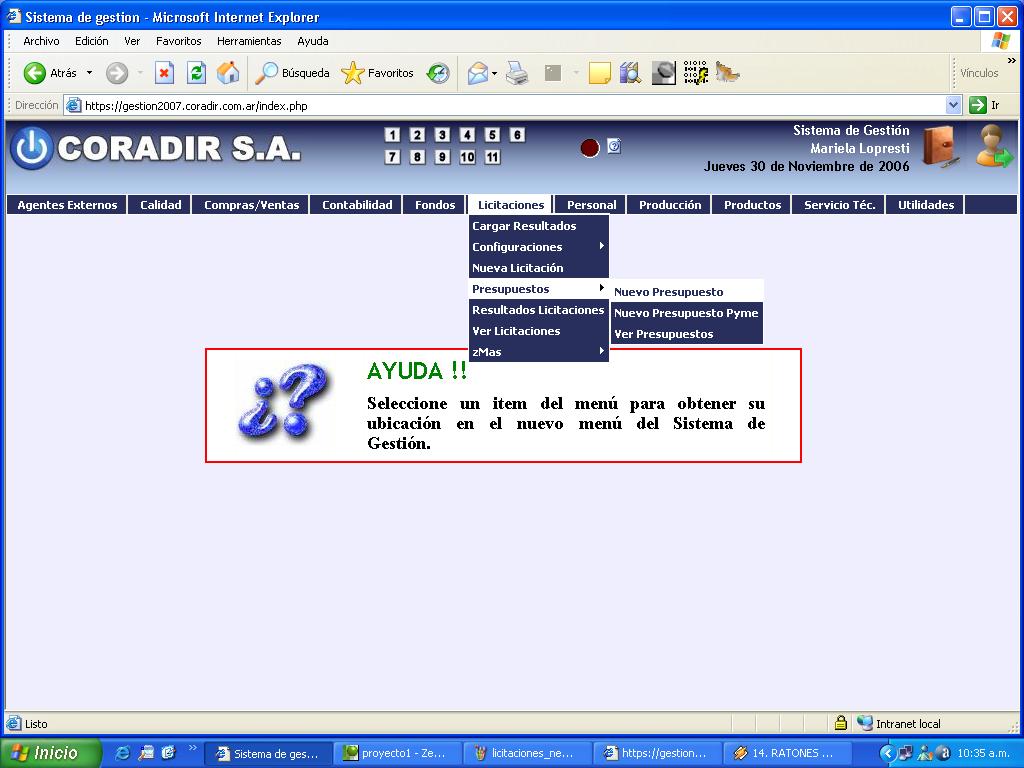 Sistema de gestion - Microsoft Internet Explorer
Archivo Edición Ver Favoritos Herramientas Ayuda
Atrás Búsqueda Favoritos Vínculos
Dirección https://gestion2007.coradir.com.ar/index.php Ir
CORADIR S.A.
1 2 3 4 5 6
7 8 9 10 11
Sistema de Gestión
Mariela Lopresti
Jueves 30 de Noviembre de 2006
Agentes Externos Calidad Compras/Ventas Contabilidad Fondos Licitaciones Personal Producción Productos Servicio Téc. Utilidades
Cargar Resultados
Configuraciones
Nueva Licitación
Presupuestos
Resultados Licitaciones
Ver Licitaciones
zMas
Nuevo Presupuesto
Nuevo Presupuesto Pyme
Ver Presupuestos
AYUDA !!
Seleccione un item del menú para obtener su
ubicación en el nuevo menú del Sistema de
Gestión.
Listo Intranet local
Inicio Sistema de ges... proyecto1 - Ze... licitaciones_ne... https://gestion... 14. RATONES ... 10:35 a.m.